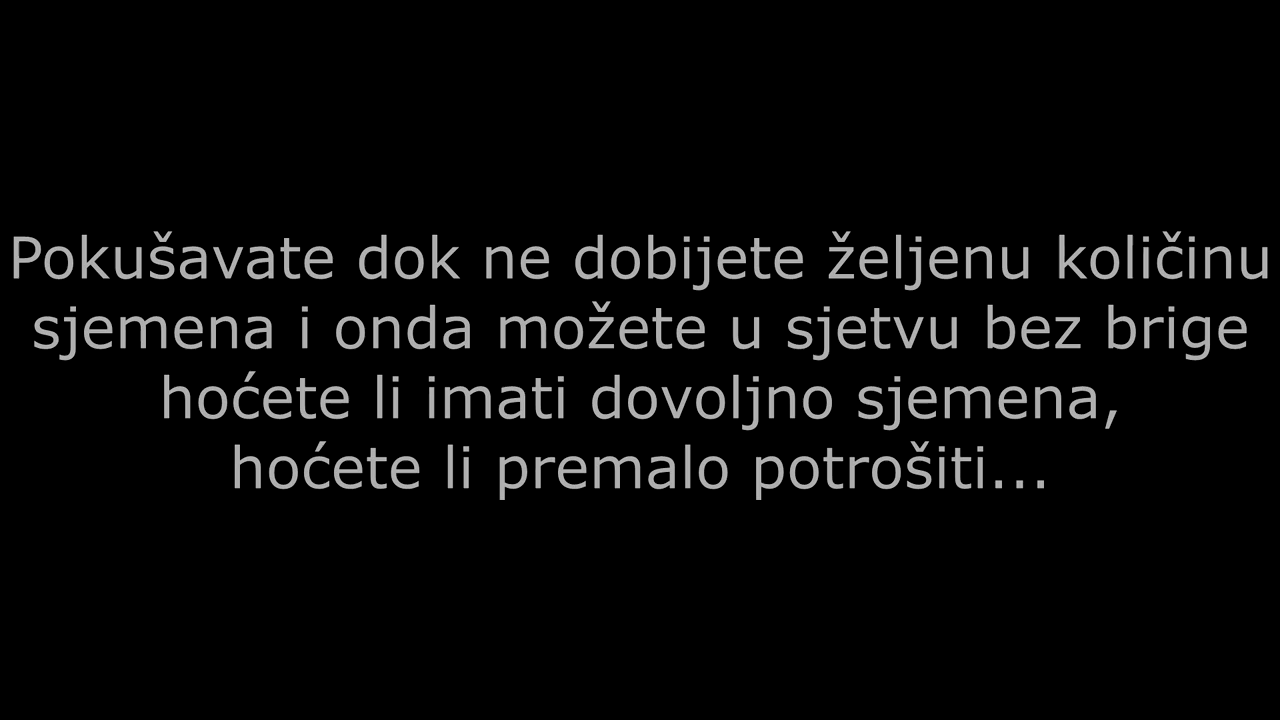 Pokušavate dok ne dobijete željenu količinu
sjemena i onda možete u sjetvu bez brige
hoćete li imati dovoljno sjemena,
hoćete li premalo potrošiti...